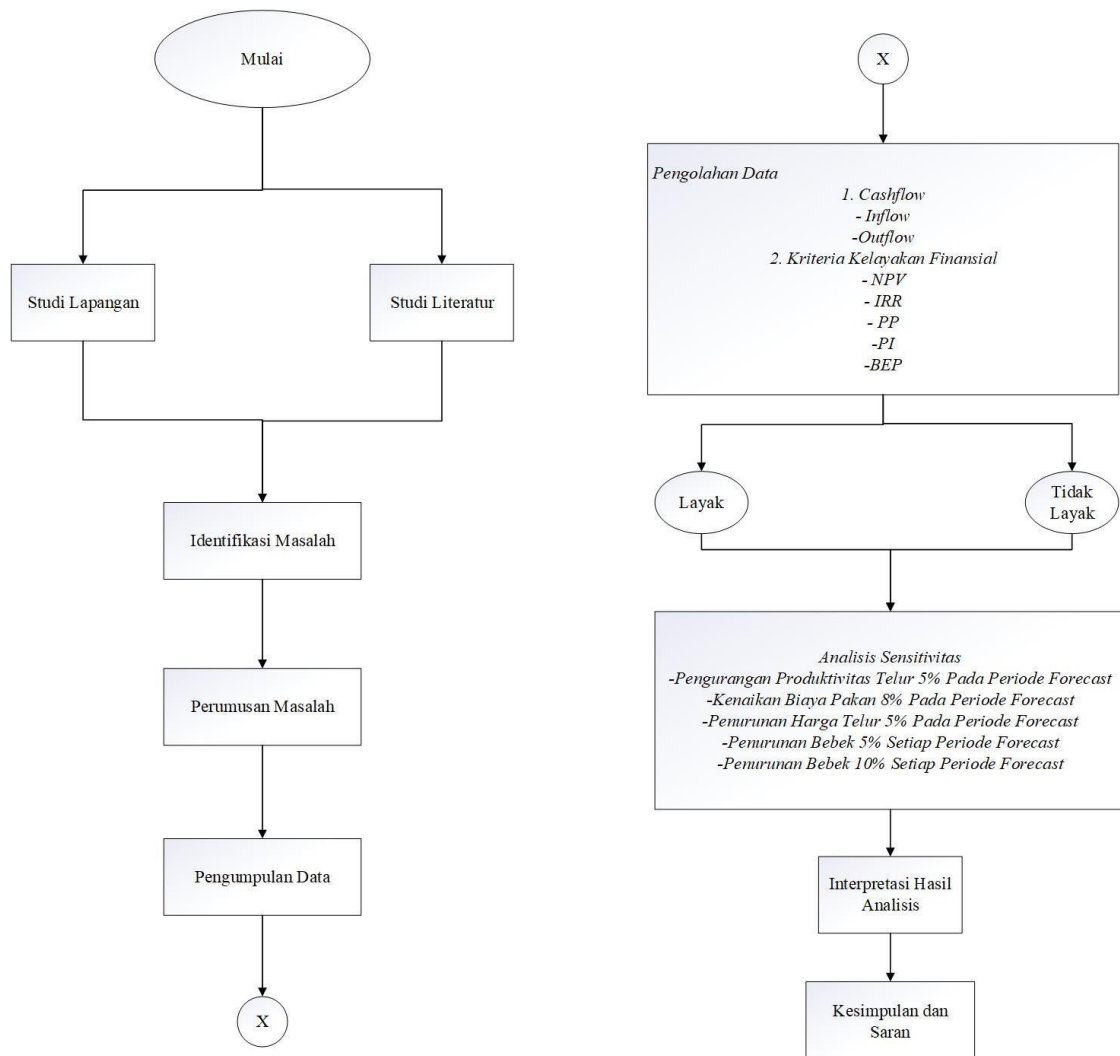 Mulai
Studi Lapangan
Studi Literatur
Identifikasi Masalah
Perumusan Masalah
Pengumpulan Data
X
X
Pengolahan Data
1. Cashflow
- Inflow
-Outflow
2. Kriteria Kelayakan Finansial
- NPV
- IRR
- PP
-PI
-BEP
Layak
Tidak
Layak
Analisis Sensitivitas
-Pengurangan Produktivitas Telur 5% Pada Periode Forecast
-Kenaikan Biaya Pakan 8% Pada Periode Forecast
-Penurunan Harga Telur 5% Pada Periode Forecast
-Penurunan Bebek 5% Setiap Periode Forecast
-Penurunan Bebek 10% Setiap Periode Forecast
Interpretasi Hasil
Analisis
Kesimpulan dan
Saran